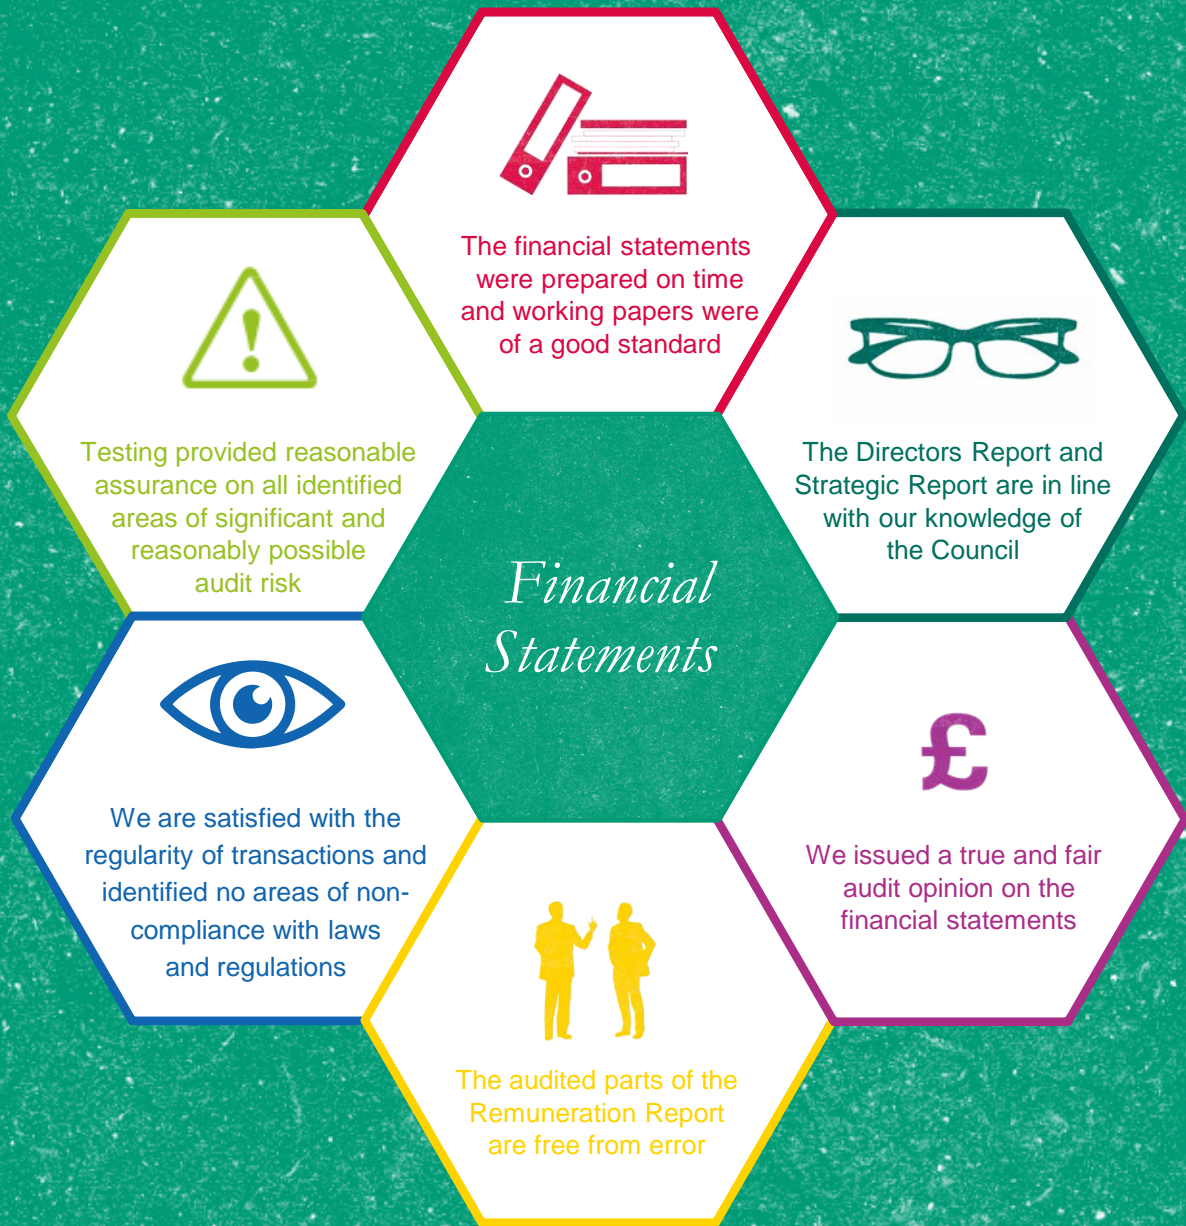 The financial statements
were prepared on time
and working papers were
of a good standard
The Directors Report and
Strategic Report are in line
with our knowledge of
the Council
Testing provided reasonable
assurance on all identified
areas of significant and
reasonably possible
audit risk
Financial
Statements
We are satisfied with the
regularity of transactions and
identified no areas of non-
compliance with laws
and regulations
£
We issued a true and fair
audit opinion on the
financial statements
The audited parts of the
Remuneration Report
are free from error